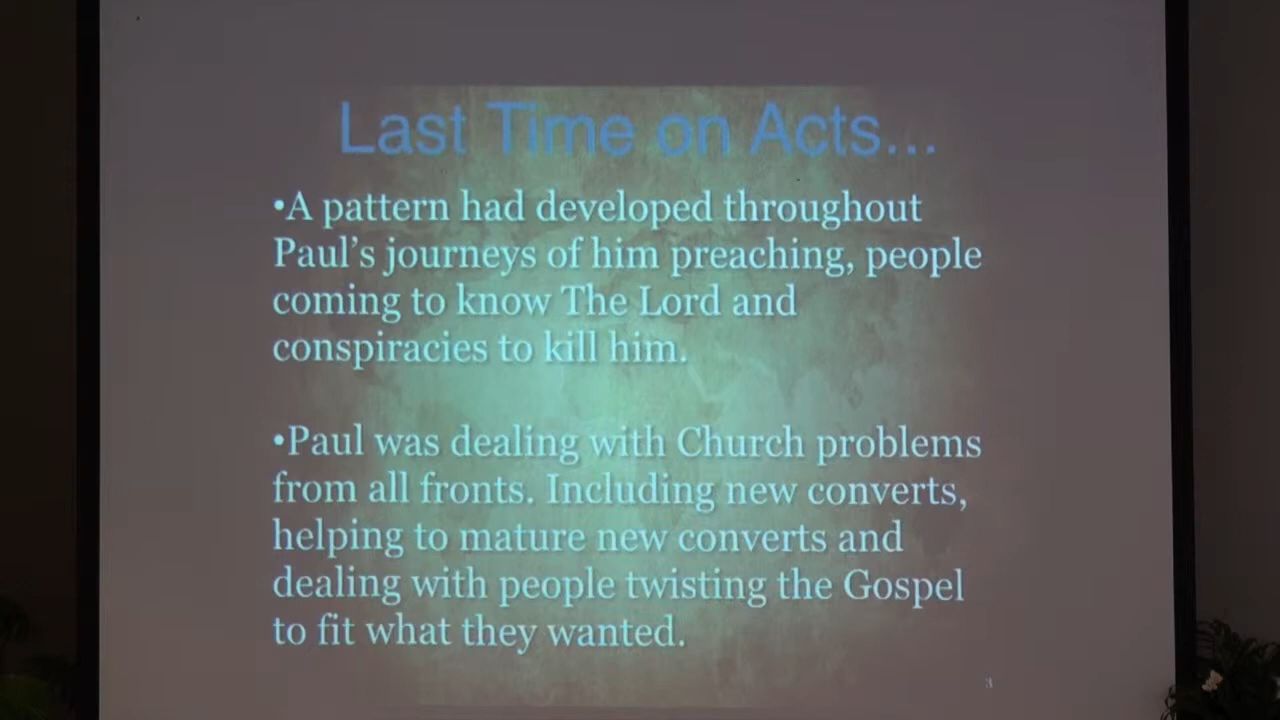 Last Time on Acts...
•A pattern had developed throughout
Paul's journeys of him preaching, people
coming to know The Lord and
conspiracies to kill him.
•Paul was dealing with Church problems
from all fronts. Including new converts,
helping to mature new converts and
dealing with people twisting the Gospel
to fit what they wanted.
3